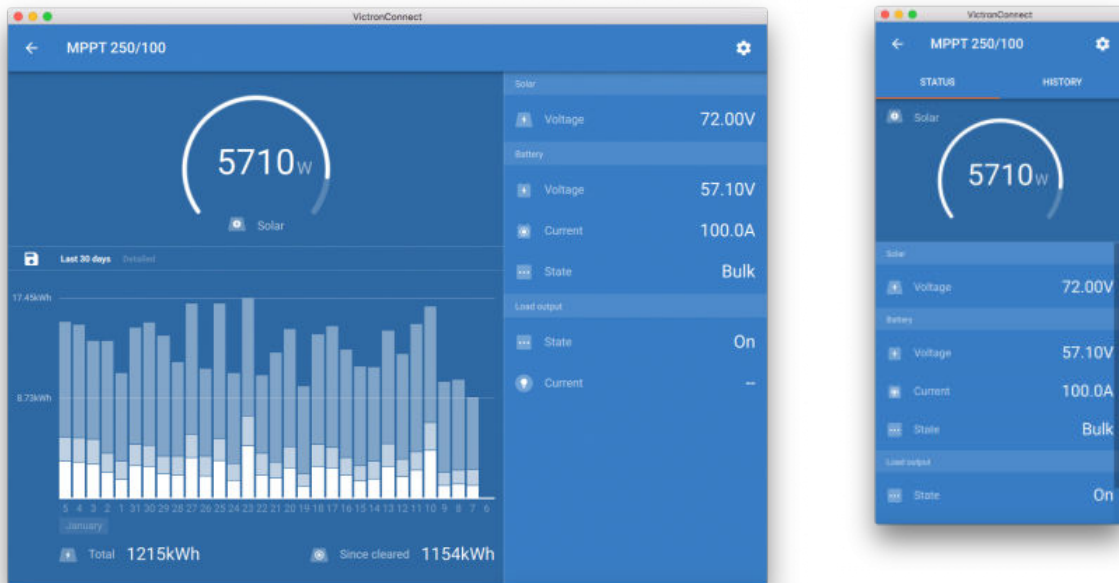 VictronConnect
MPPT 250/100
5710W
Solar
Last 30 days Detailed
17.45kWh
8.73kWh
5 4 3 2 1 31 30 29 28 27 26 25 24 23 22 21 20 19 18 17 16 15 14 13 12 11 10 9 8 7 6
January
Total 1215kWh
Since cleared 1154kWh
Solar
Voltage 72.00V
Battery
Voltage 57.10V
Current 100.0A
State Bulk
Load output
State On
Current --
VictronConnect
MPPT 250/100
STATUS HISTORY
Solar
5710W
Solar
Voltage 72.00V
Battery
Voltage 57.10V
Current 100.0A
State Bulk
Load output
State On